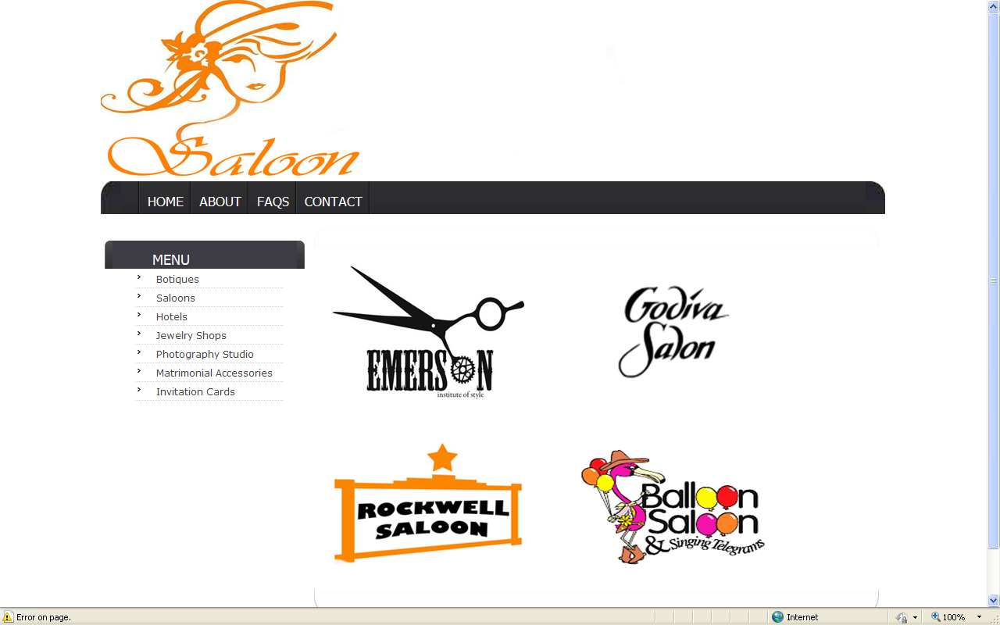 Saloon
HOME ABOUT FAQS CONTACT
MENU
Botiques
Saloons
Hotels
Jewelry Shops
Photography Studio
Matrimonial Accessories
Invitation Cards
EMERSON
institute of style
Godiva
Salon
ROCKWELL
SALOON
Balloon
Saloon
& Singing Telegrams
Error on page.
Internet
100%